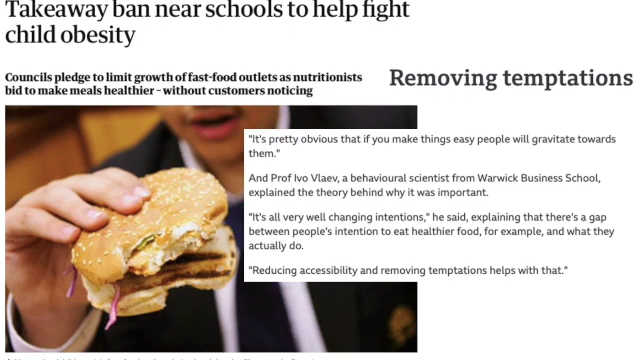 Takeaway ban near schools to help fight
child obesity
Councils pledge to limit growth of fast-food outlets as nutritionists
bid to make meals healthier – without customers noticing
Removing temptations
"It's pretty obvious that if you make things easy people will gravitate towards
them."
And Prof Ivo Vlaev, a behavioural scientist from Warwick Business School,
explained the theory behind why it was important.
"It's all very well changing intentions," he said, explaining that there's a gap
between people's intention to eat healthier food, for example, and what they
actually do.
"Reducing accessibility and removing temptations helps with that."